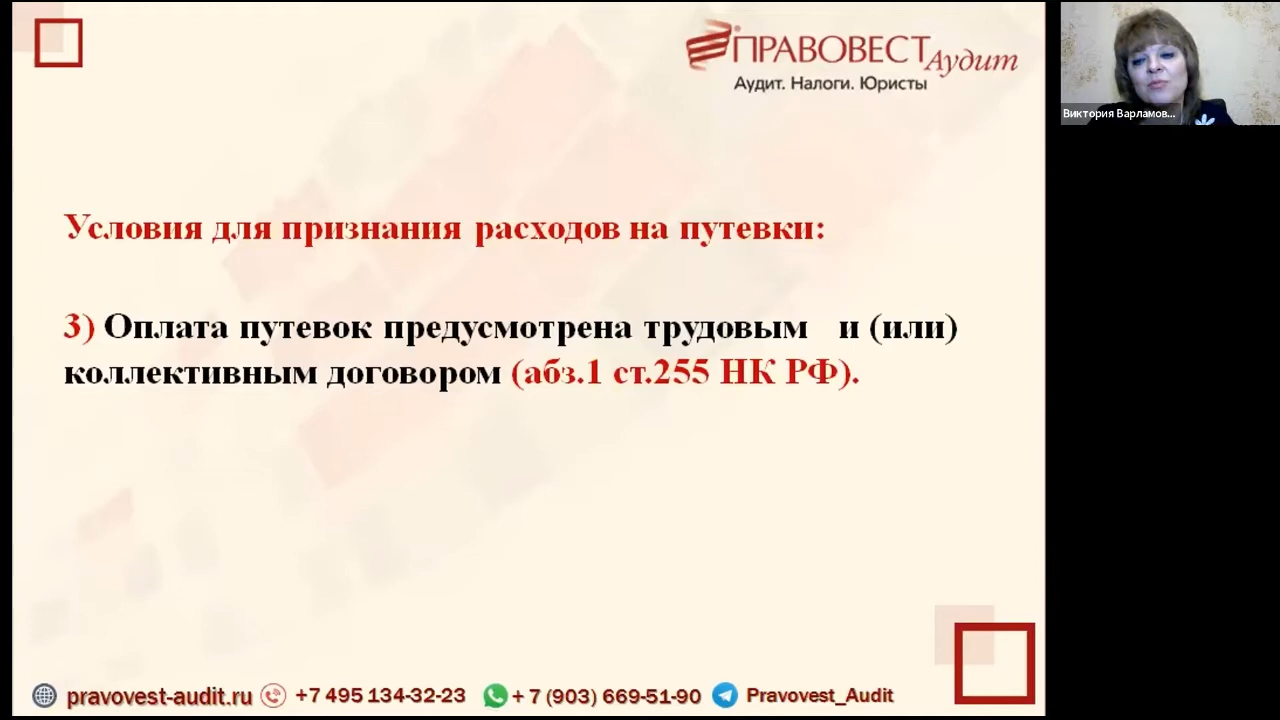 ПРАВОВЕСТ Аудит
Аудит. Налоги. Юристы
Виктория Варламов...
Условия для признания расходов на путевки:
3) Оплата путевок предусмотрена трудовым и (или)
коллективным договором (абз.1 ст.255 НК РФ).
pravovest-audit.ru +7 495 134-32-23 + 7 (903) 669-51-90 Pravovest_Audit